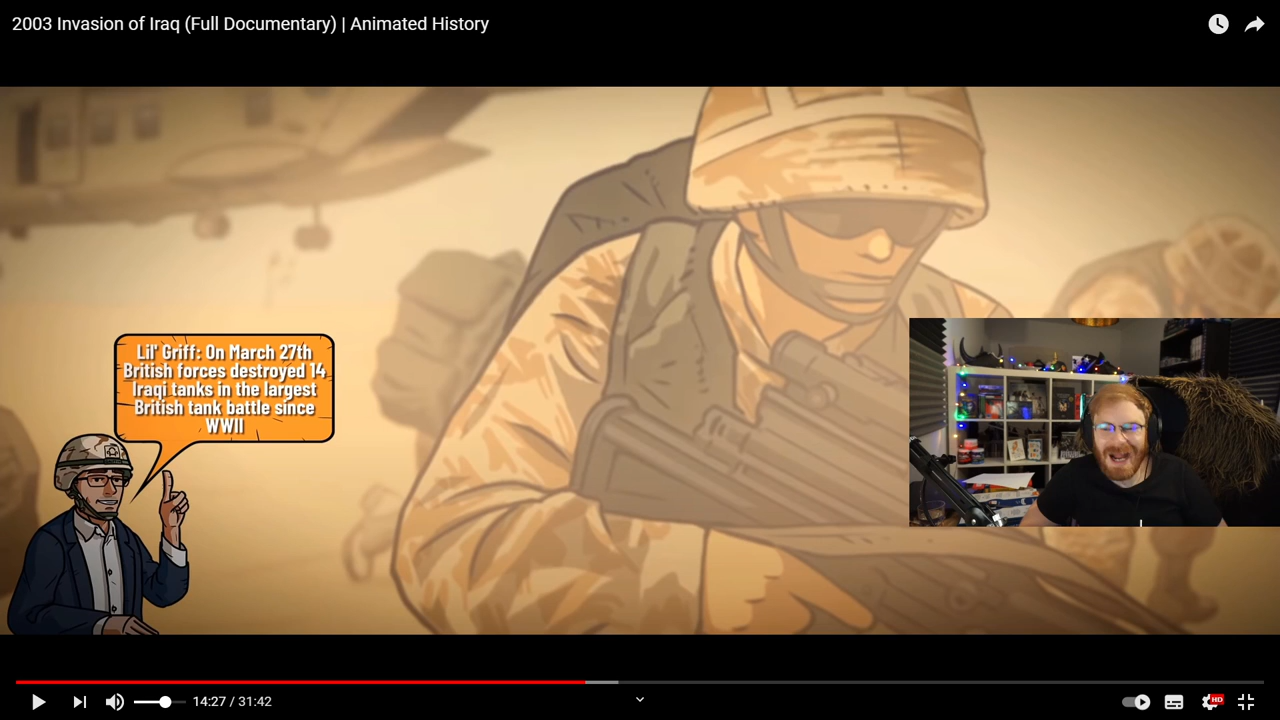 2003 Invasion of Iraq (Full Documentary) | Animated History
Lil' Griff: On March 27th
British forces destroyed 14
Iraqi tanks in the largest
British tank battle since
WWII
14:27 / 31:42
HD